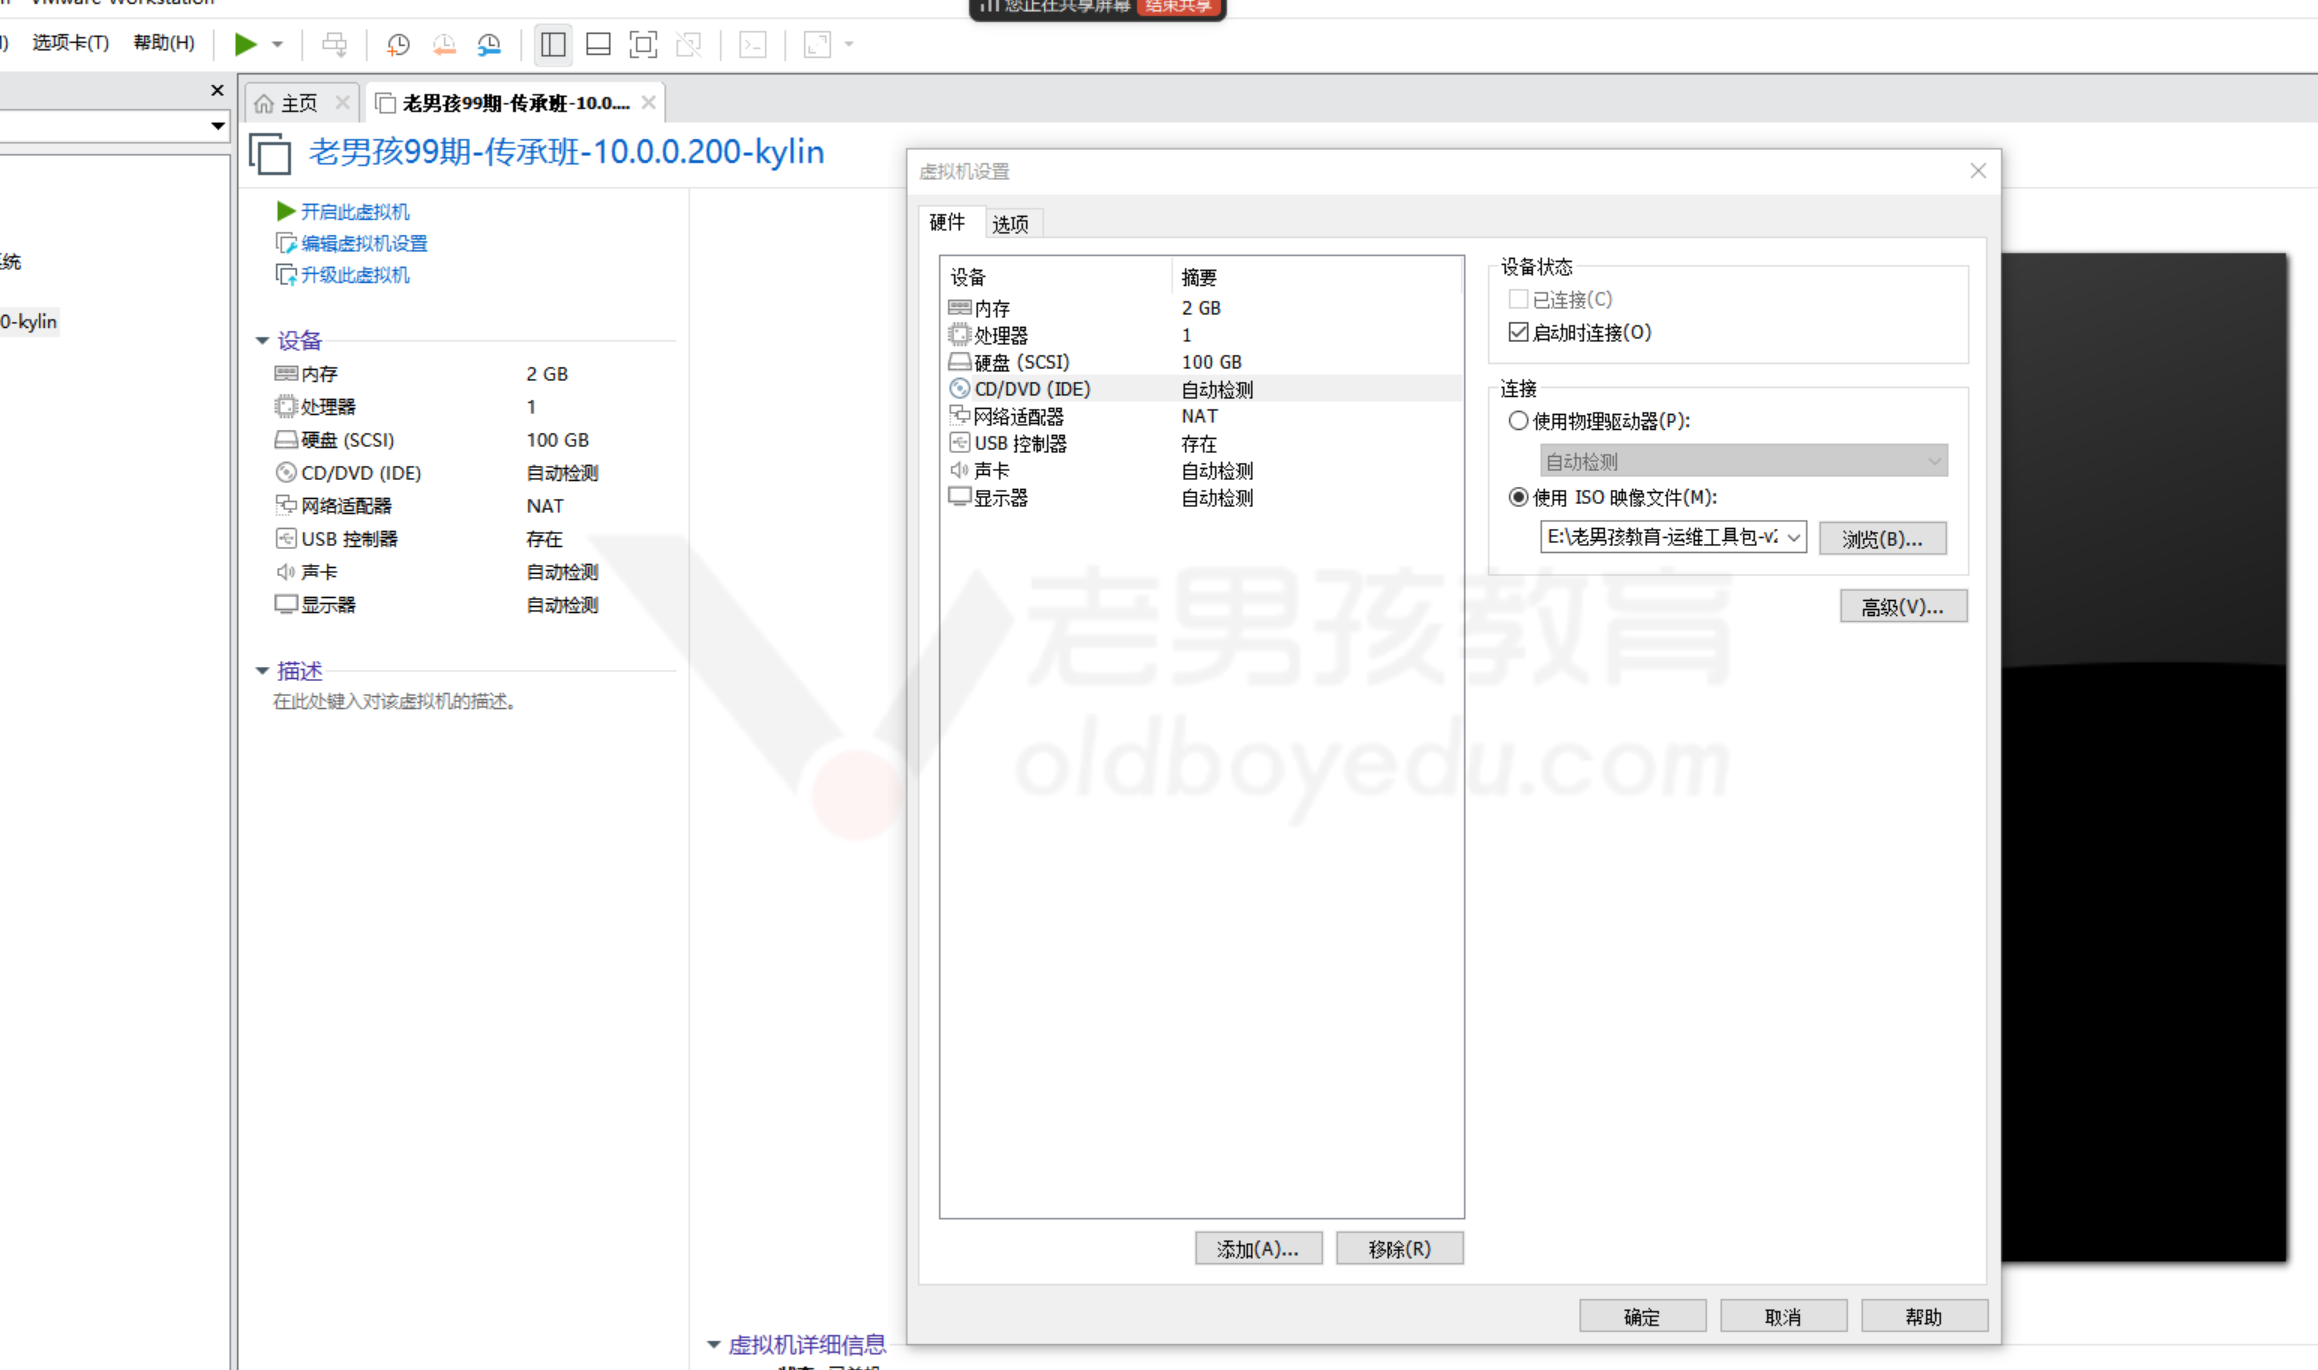 VMware Workstation
您正在共享屏幕 结束共享
选项卡(T) 帮助(H)
主页
老男孩99期-传承班-10.0....
老男孩99期-传承班-10.0.0.200-kylin
统
0-kylin
开启此虚拟机
编辑虚拟机设置
升级此虚拟机
设备
内存 2 GB
处理器 1
硬盘 (SCSI) 100 GB
CD/DVD (IDE) 自动检测
网络适配器 NAT
USB 控制器 存在
声卡 自动检测
显示器 自动检测
描述
在此处键入对该虚拟机的描述。
虚拟机详细信息
虚拟机设置
硬件 选项
设备 摘要
内存 2 GB
处理器 1
硬盘 (SCSI) 100 GB
CD/DVD (IDE) 自动检测
网络适配器 NAT
USB 控制器 存在
声卡 自动检测
显示器 自动检测
添加(A)... 移除(R)
设备状态
已连接(C)
启动时连接(O)
连接
使用物理驱动器(P):
自动检测
使用 ISO 映像文件(M):
E:\老男孩教育-运维工具包-v 浏览(B)...
高级(V)...
确定 取消 帮助
老男孩教育
oldboyedu.com